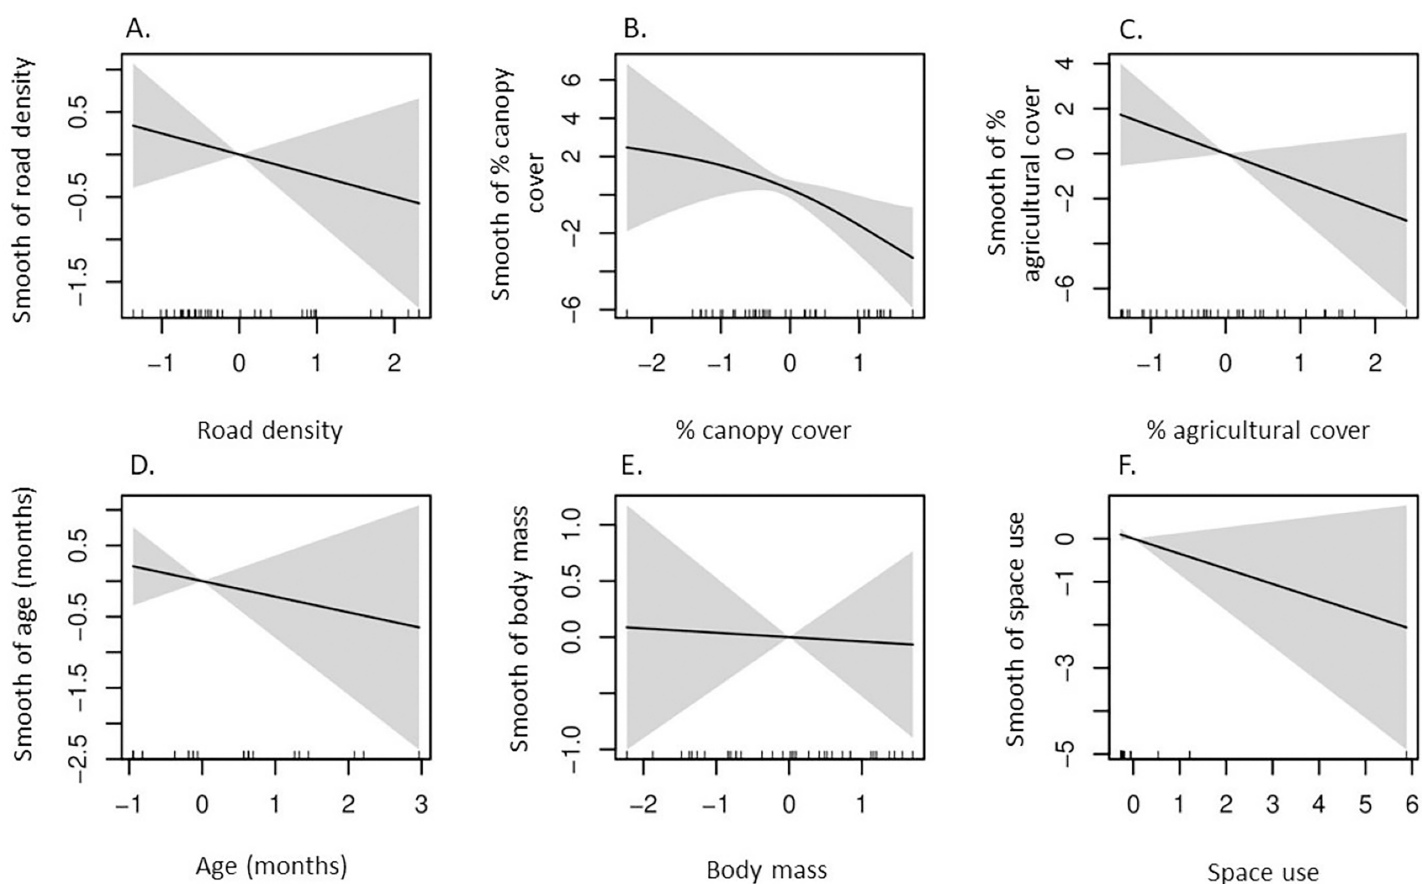 A.
Smooth of road density
0.5
−0.5
−1.5
−1 0 1 2
Road density
B.
Smooth of % canopy
cover
6
4
2
−2
−6
−2 −1 0 1
% canopy cover
C.
Smooth of %
agricultural cover
4
2
0
−2
−6
−1 0 1 2
% agricultural cover
D.
Smooth of age (months)
0.5
−0.5
−1.5
−2.5
−1 0 1 2 3
Age (months)
E.
Smooth of body mass
1.0
0.5
0.0
−1.0
−2 −1 0 1
Body mass
F.
Smooth of space use
0
−1
−3
−5
0 1 2 3 4 5 6
Space use